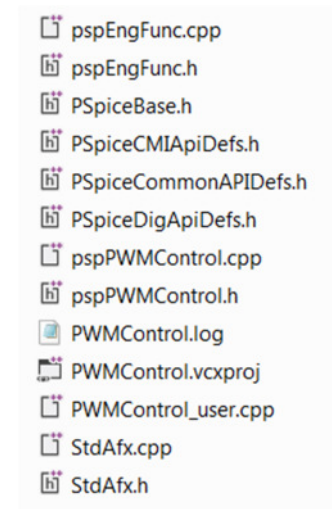 pspEngFunc.cpp
pspEngFunc.h
PSpiceBase.h
PSpiceCMIApiDefs.h
PSpiceCommonAPIDefs.h
PSpiceDigApiDefs.h
pspPWMControl.cpp
pspPWMControl.h
PWMControl.log
PWMControl.vcxproj
PWMControl_user.cpp
StdAfx.cpp
StdAfx.h